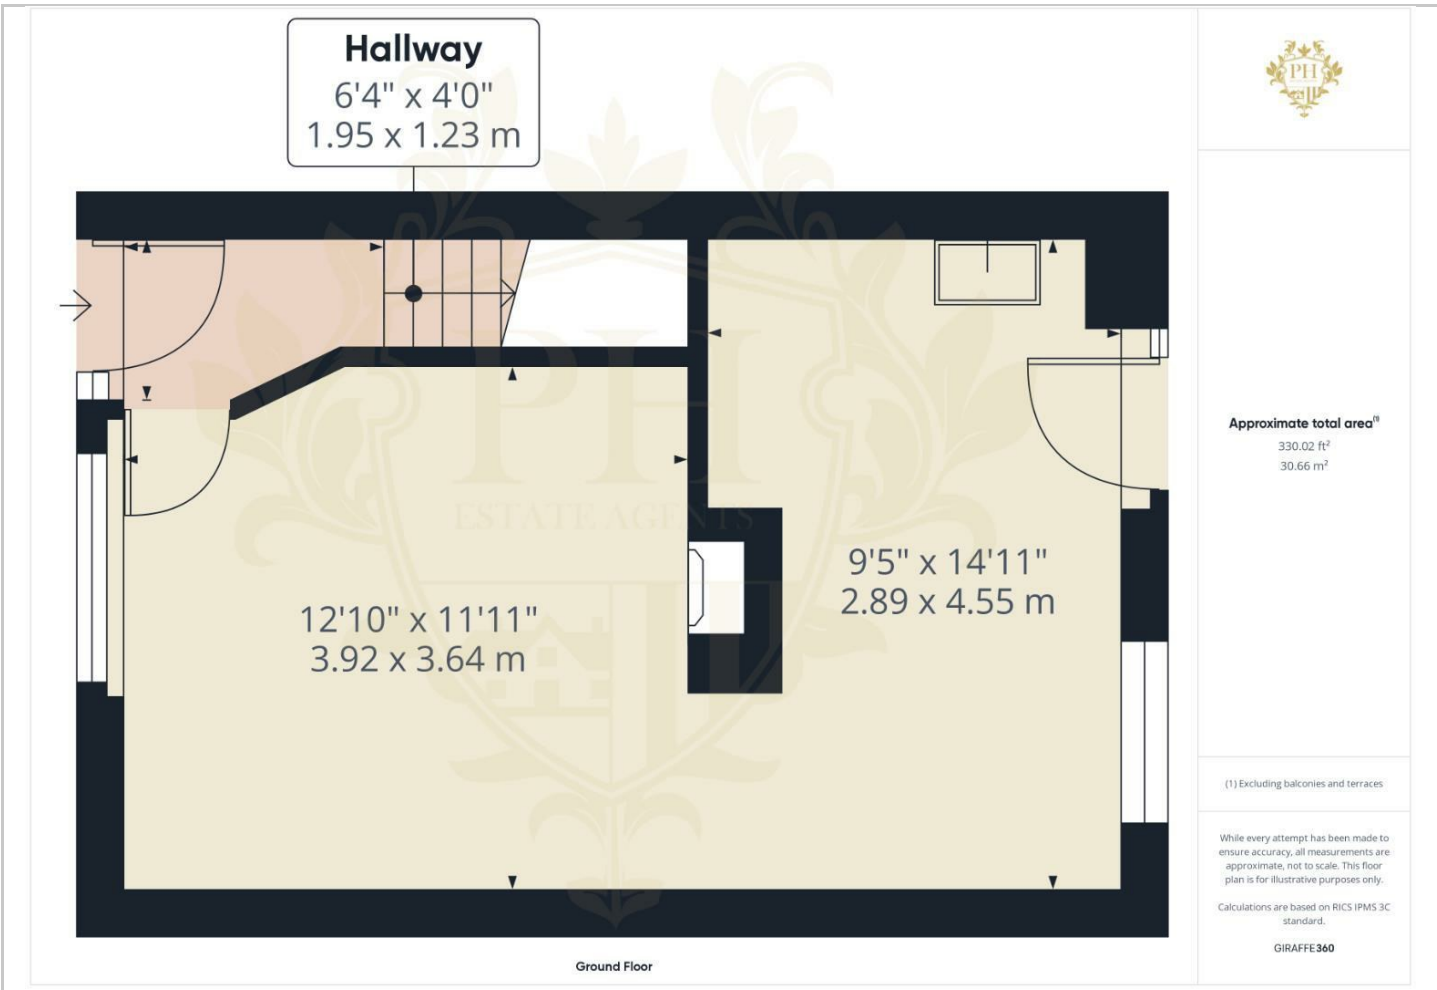 Hallway
6'4" x 4'0"
1.95 x 1.23 m
PH
PH
ESTATE AGENTS
12'10" x 11'11"
3.92 x 3.64 m
9'5" x 14'11"
2.89 x 4.55 m
Ground Floor
Approximate total area(1)
330.02 ft²
30.66 m²
(1) Excluding balconies and terraces
While every attempt has been made to
ensure accuracy, all measurements are
approximate, not to scale. This floor
plan is for illustrative purposes only.
Calculations are based on RICS IPMS 3C
standard.
GIRAFFE360